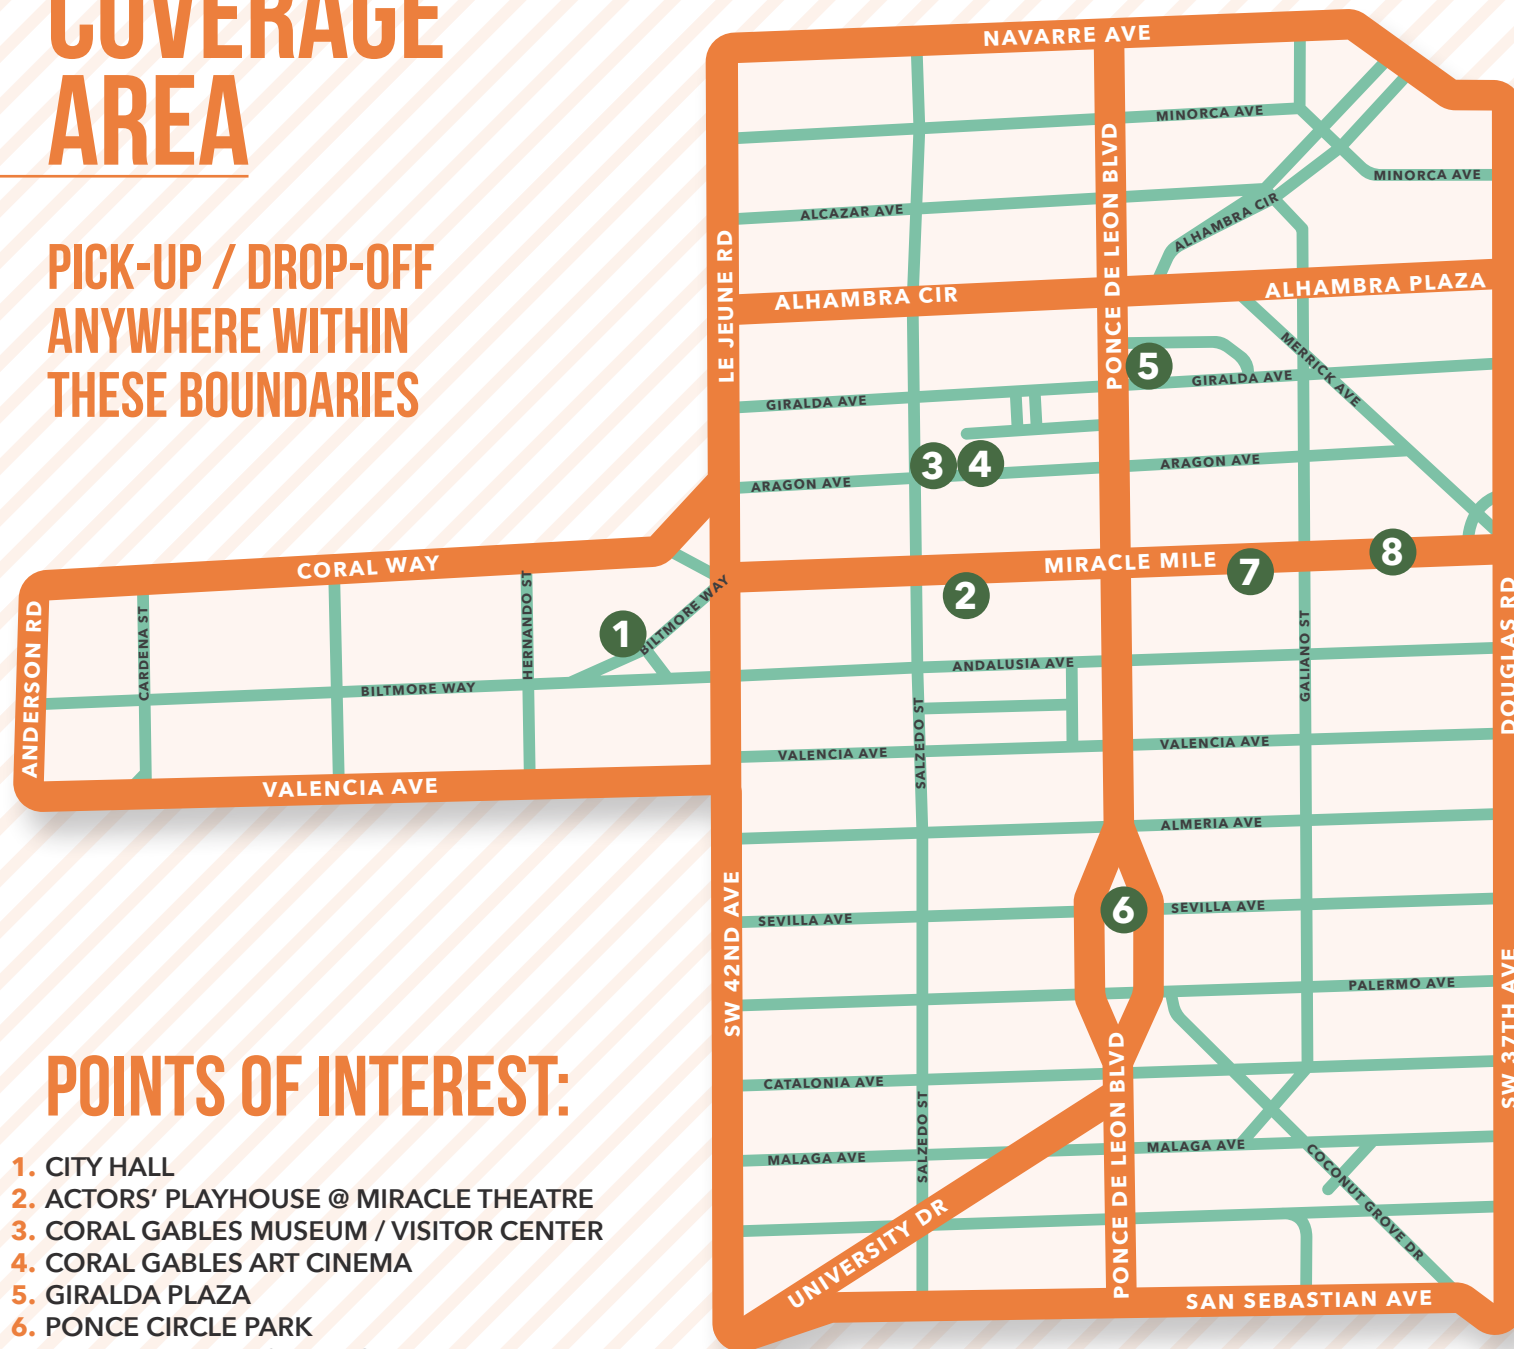 COVERAGE
AREA
PICK-UP / DROP-OFF
ANYWHERE WITHIN
THESE BOUNDARIES
NAVARRE AVE
MINORCA AVE
MINORCA AVE
PONCE DE LEON BLVD
ALCAZAR AVE
ALHAMBRA CIR
LE JEUNE RD
ALHAMBRA CIR
ALHAMBRA PLAZA
MERRICK AVE
5
GIRALDA AVE
GIRALDA AVE
3
4
ARAGON AVE
ARAGON AVE
CORAL WAY
MIRACLE MILE
7
8
2
HERNANDO ST
BILTMORE WAY
1
CARDENA ST
ANDERSON RD
BILTMORE WAY
ANDALUSIA AVE
GALIANO ST
DOUGLAS RD
SALZEDO ST
VALENCIA AVE
VALENCIA AVE
VALENCIA AVE
ALMERIA AVE
SW 42ND AVE
6
SEVILLA AVE
SEVILLA AVE
PALERMO AVE
SW 37TH AVE
CATALONIA AVE
PONCE DE LEON BLVD
SALZEDO ST
MALAGA AVE
MALAGA AVE
COCONUT GROVE DR
UNIVERSITY DR
SAN SEBASTIAN AVE
POINTS OF INTEREST:
1. CITY HALL
2. ACTORS' PLAYHOUSE @ MIRACLE THEATRE
3. CORAL GABLES MUSEUM / VISITOR CENTER
4. CORAL GABLES ART CINEMA
5. GIRALDA PLAZA
6. PONCE CIRCLE PARK